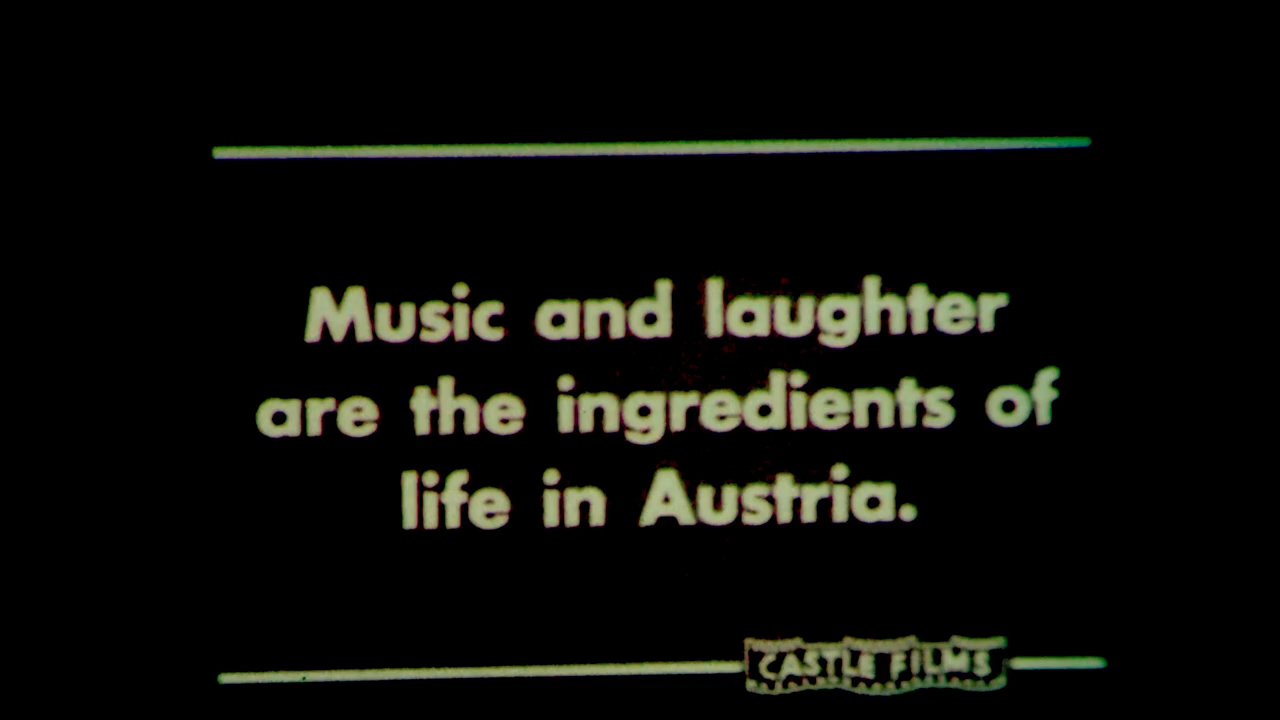 Music and laughter
are the ingredients of
life in Austria.
CASTLE FILMS